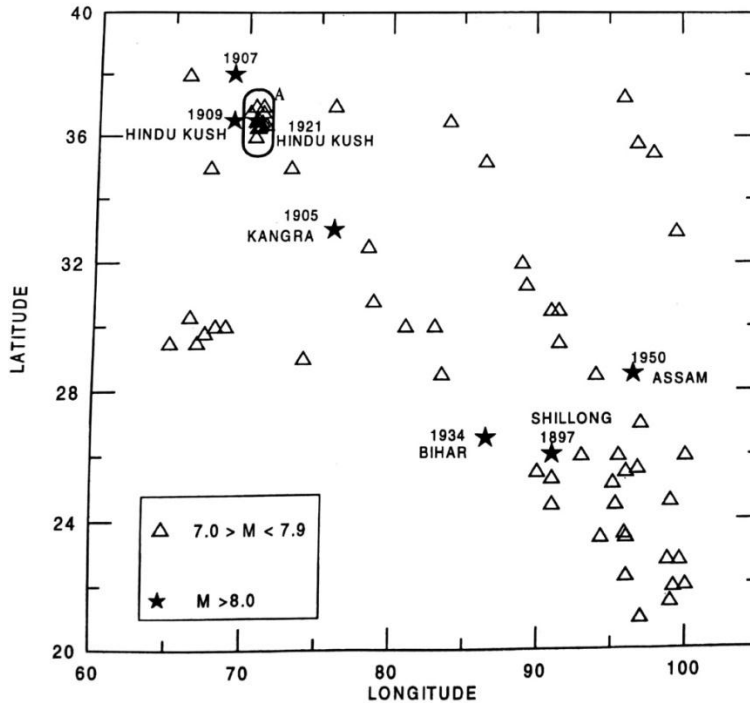 40
1907
A
1909
1921
36
HINDU KUSH
HINDU KUSH
1905
KANGRA
32
LATITUDE
28
1950
ASSAM
SHILLONG
1934
1897
BIHAR
24
7.0 > M < 7.9
M >8.0
20
60
70
80
90
100
LONGITUDE